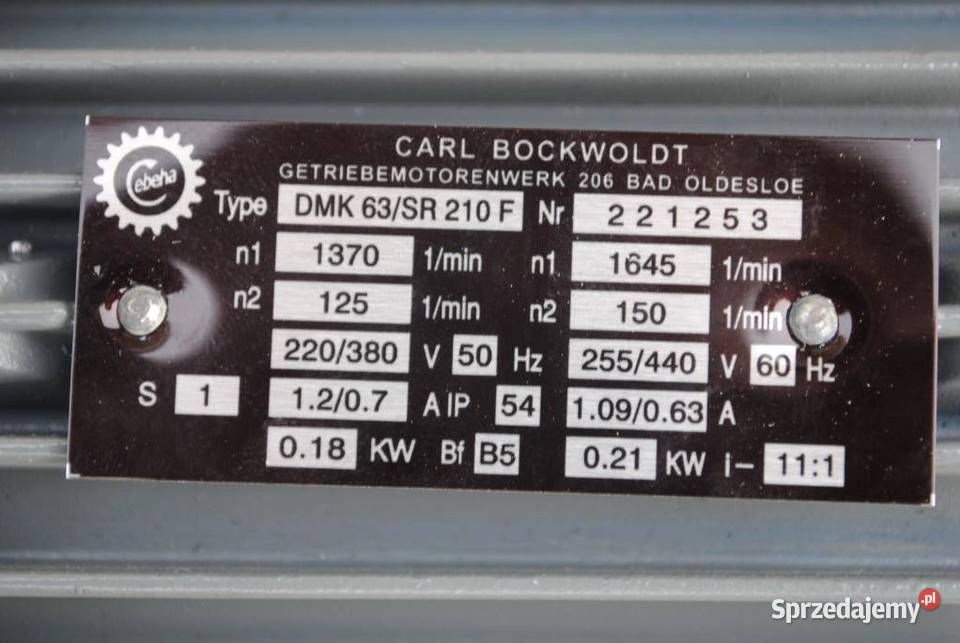 CARL BOCKWOLDT
GETRIEBEMOTORENWERK 206 BAD OLDESLOE
Cebeha
Type DMK 63/SR 210 F Nr 221253
n1 1370 1/min n1 1645 1/min
n2 125 1/min n2 150 1/min
220/380 V 50 Hz 255/440 V 60 Hz
S 1 1.2/0.7 A IP 54 1.09/0.63 A
0.18 KW Bf B5 0.21 KW i- 11:1
Sprzedajemy.pl